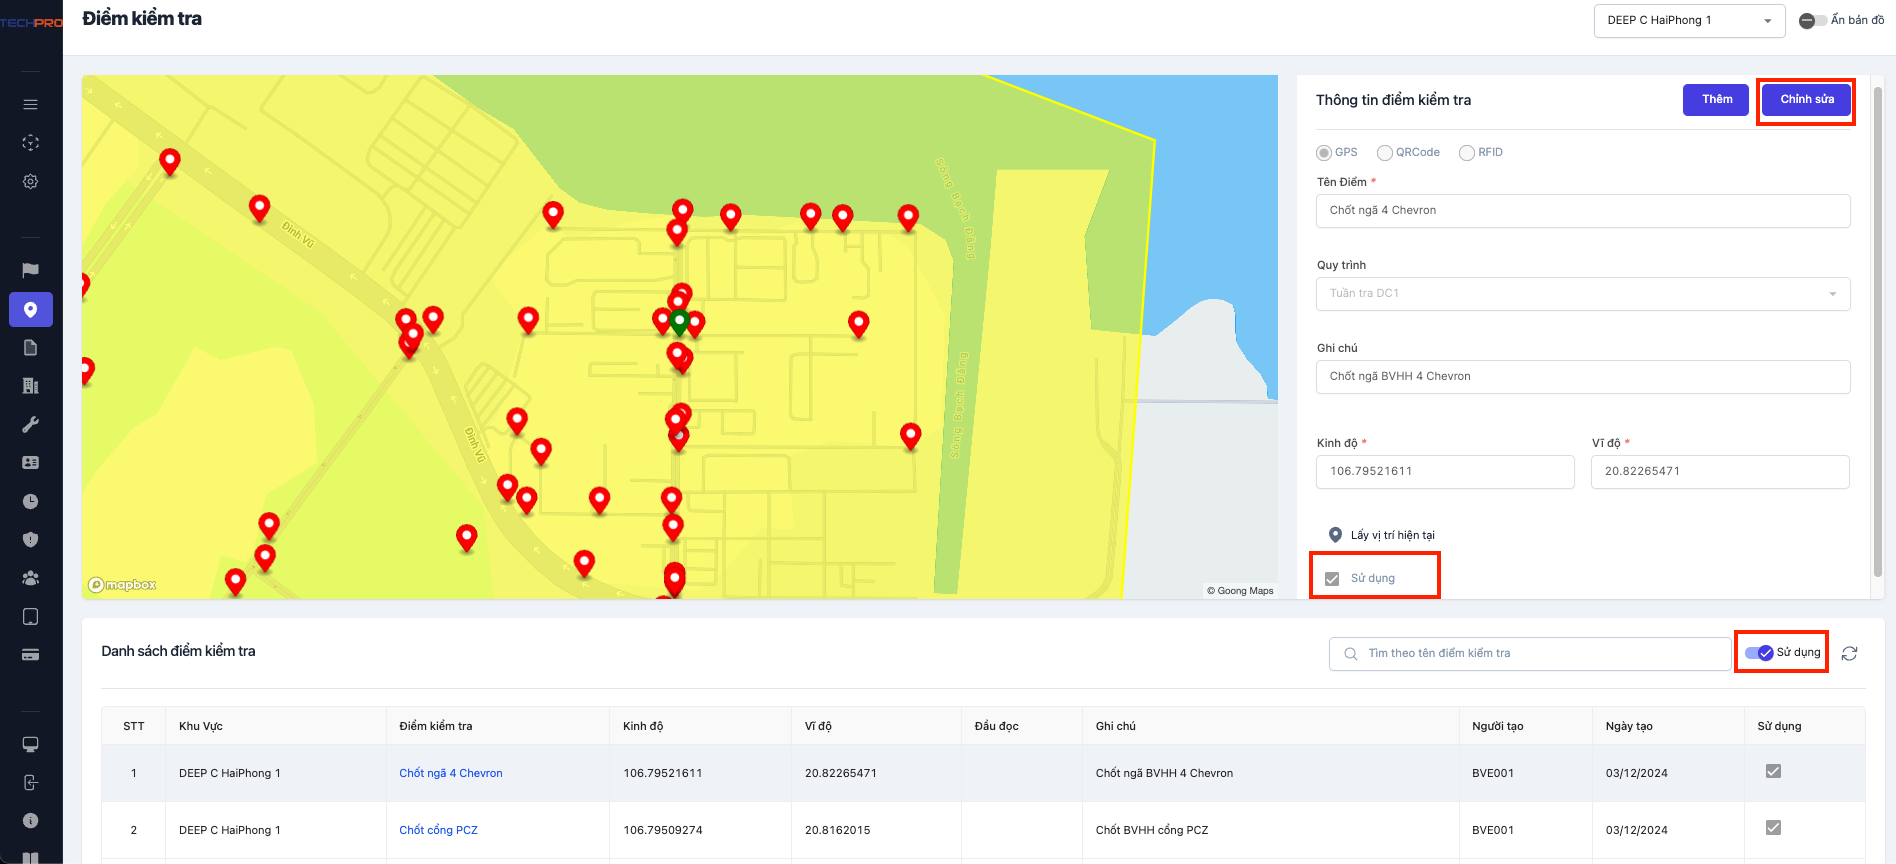 TECHPRO
Điểm kiểm tra
DEEP C HaiPhong 1
Ẩn bản đồ
Sông Bạch Đằng
Đình Vũ
Đình Vũ
Sông Bạch Đằng
mapbox
© Goong Maps
Thông tin điểm kiểm tra
Thêm
Chỉnh sửa
GPS
QRCode
RFID
Tên Điểm *
Chốt ngã 4 Chevron
Quy trình
Tuần tra DC1
Ghi chú
Chốt ngã BVHH 4 Chevron
Kinh độ * Vĩ độ *
106.79521611 20.82265471
Lấy vị trí hiện tại
Sử dụng
Danh sách điểm kiểm tra
Tìm theo tên điểm kiểm tra
Sử dụng
STT Khu Vực Điểm kiểm tra Kinh độ Vĩ độ Đầu đọc Ghi chú Người tạo Ngày tạo Sử dụng
1 DEEP C HaiPhong 1 Chốt ngã 4 Chevron 106.79521611 20.82265471 Chốt ngã BVHH 4 Chevron BVE001 03/12/2024
2 DEEP C HaiPhong 1 Chốt cổng PCZ 106.79509274 20.8162015 Chốt BVHH cổng PCZ BVE001 03/12/2024